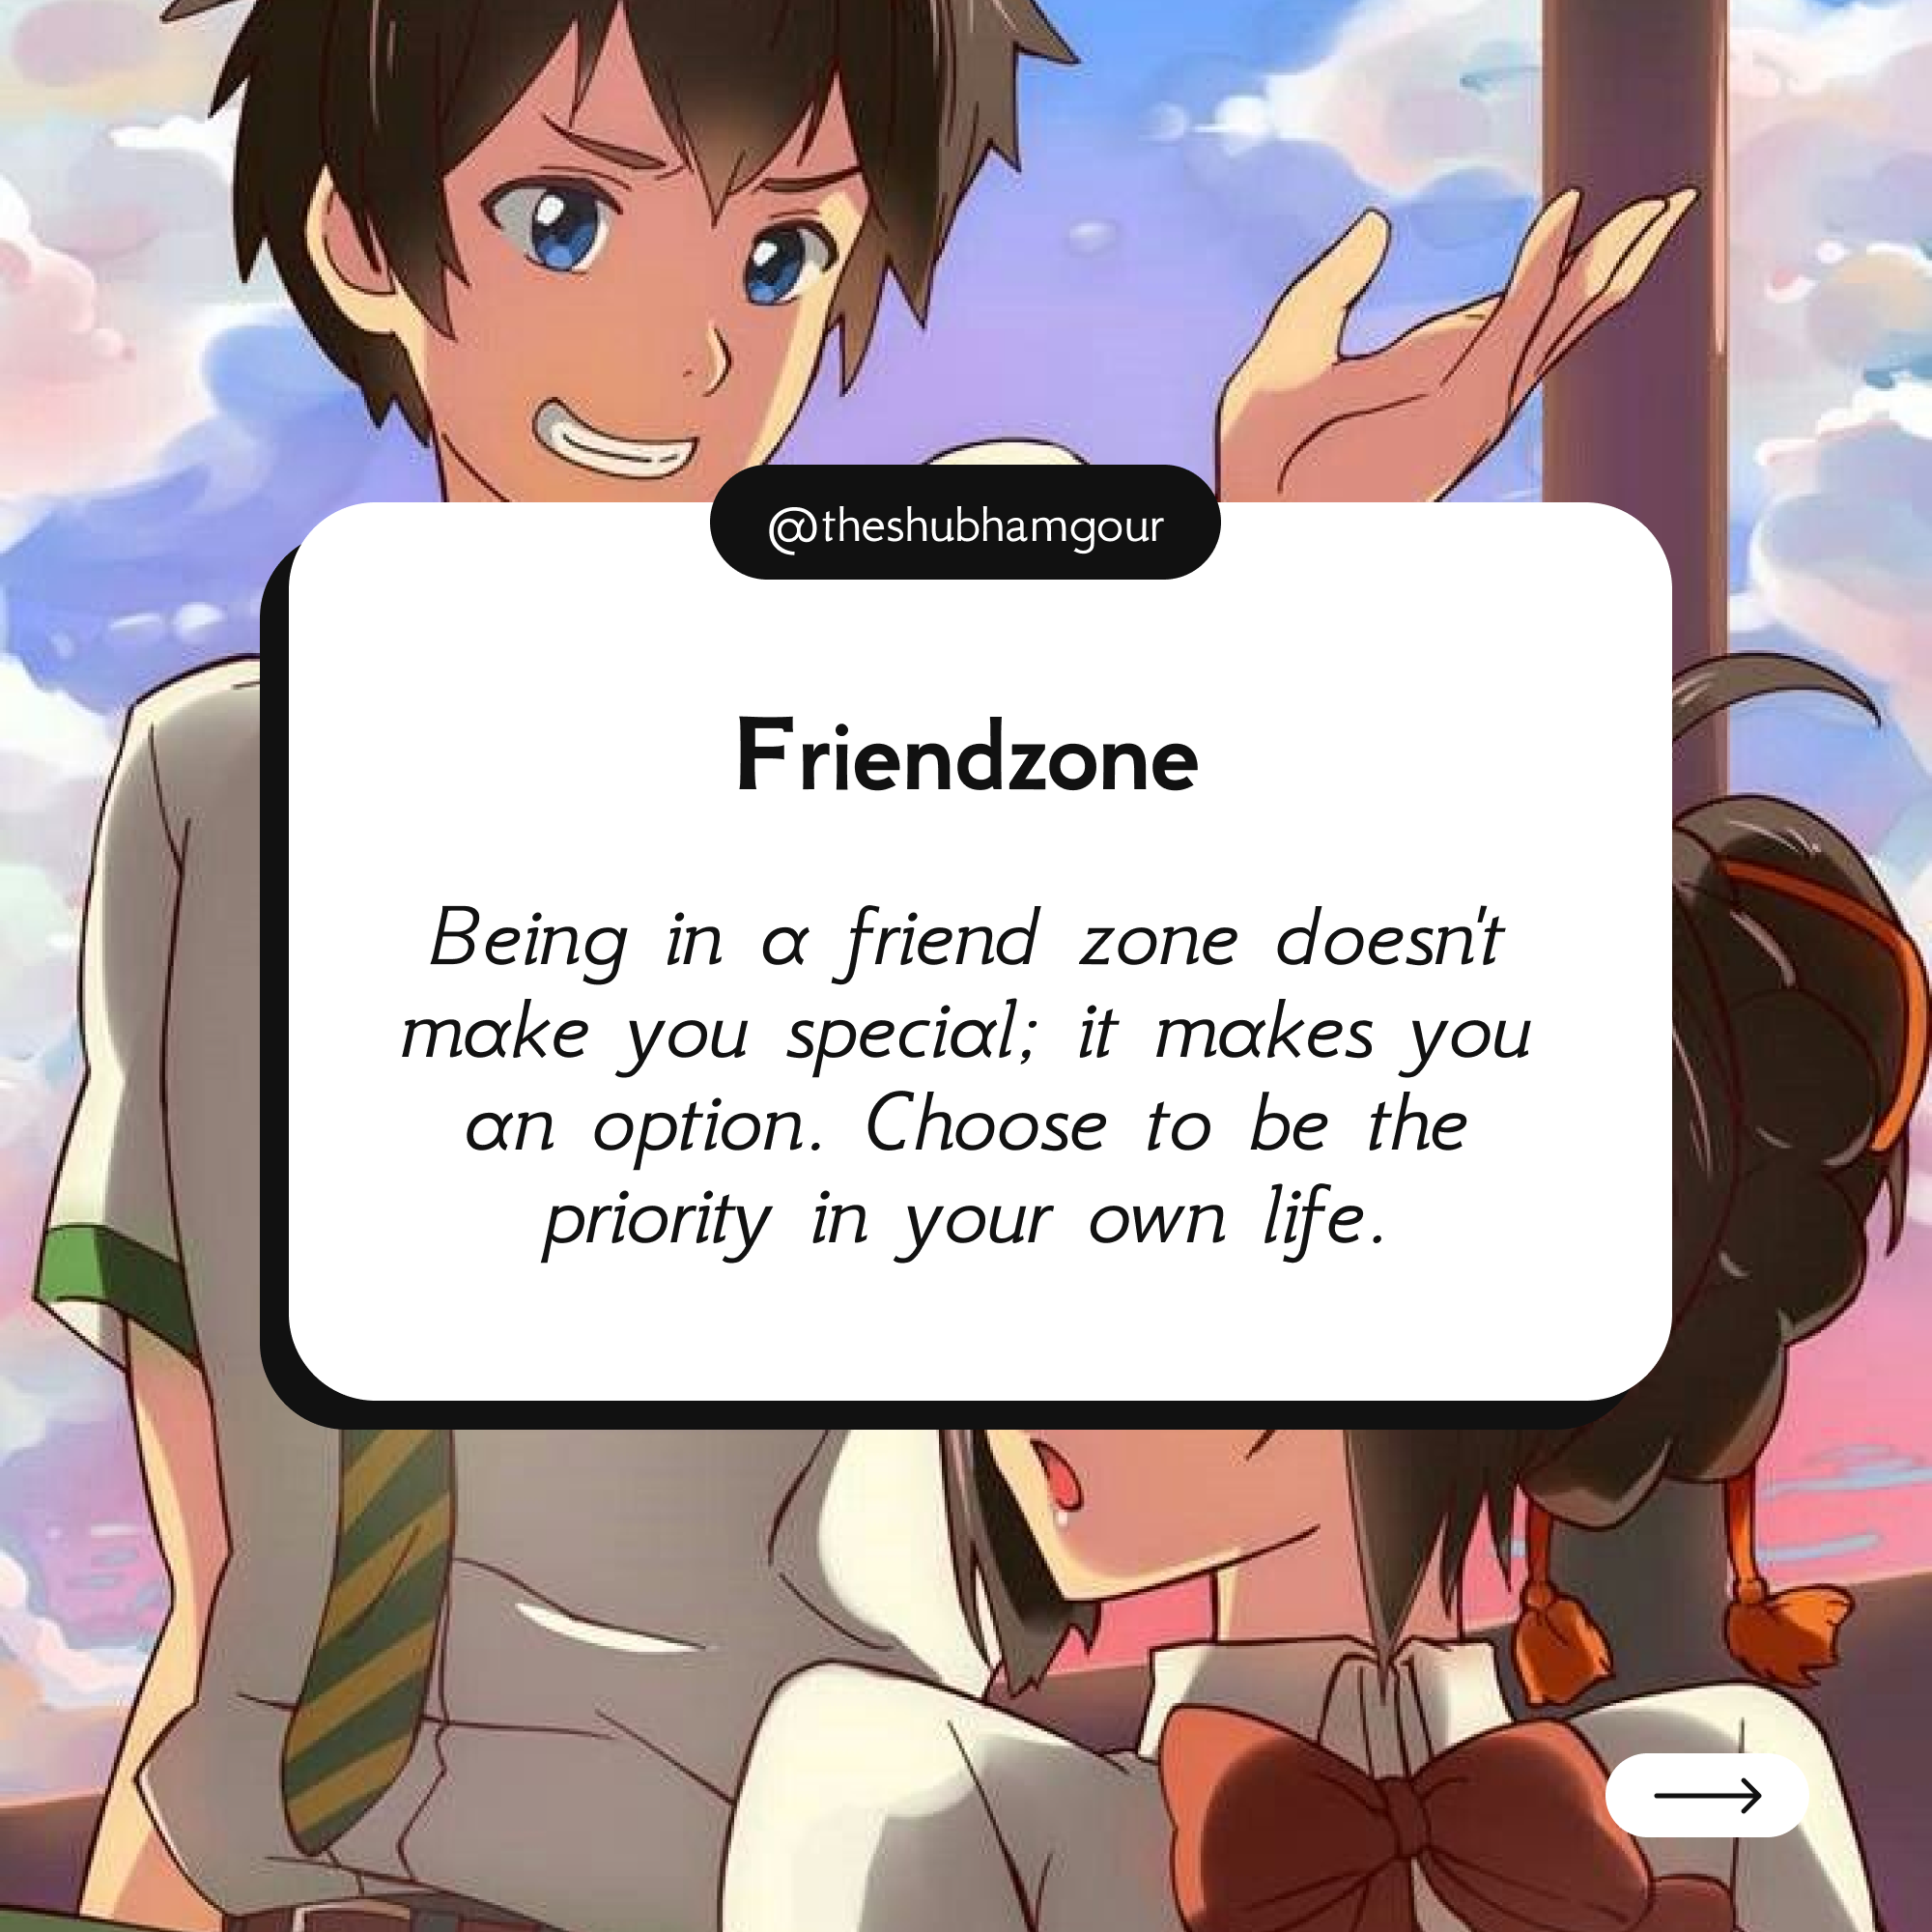 @theshubhamgour
Friendzone
Being in a friend zone doesn't
make you special; it makes you
an option. Choose to be the
priority in your own life.